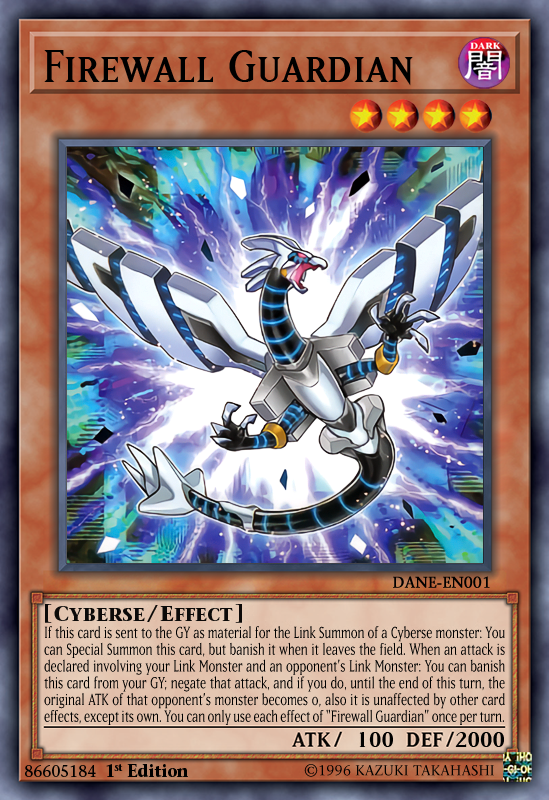 FIREWALL GUARDIAN
DARK
闇
DANE-EN001
[CYBERSE/EFFECT]
If this card is sent to the GY as material for the Link Summon of a Cyberse monster: You
can Special Summon this card, but banish it when it leaves the field. When an attack is
declared involving your Link Monster and an opponent's Link Monster: You can banish
this card from your GY; negate that attack, and if you do, until the end of this turn, the
original ATK of that opponent's monster becomes 0, also it is unaffected by other card
effects, except its own. You can only use each effect of "Firewall Guardian" once per turn.
ATK/ 100 DEF/2000
86605184 1st Edition ©1996 KAZUKI TAKAHASHI